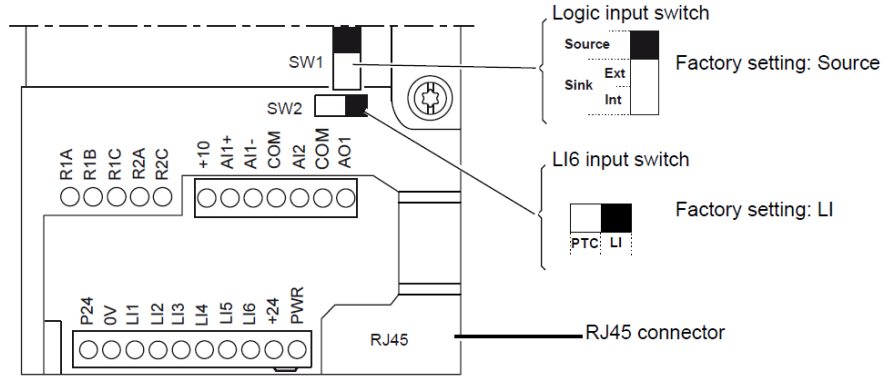 Logic input switch
Source
Sink
Ext
Int
Factory setting: Source
SW1
SW2
LI6 input switch
PTC LI
Factory setting: LI
R1A R1B R1C R2A R2C
+10 AI1+ AI1- COM AI2 COM AO1
P24 0V LI1 LI2 LI3 LI4 LI5 LI6 +24 PWR
RJ45
RJ45 connector